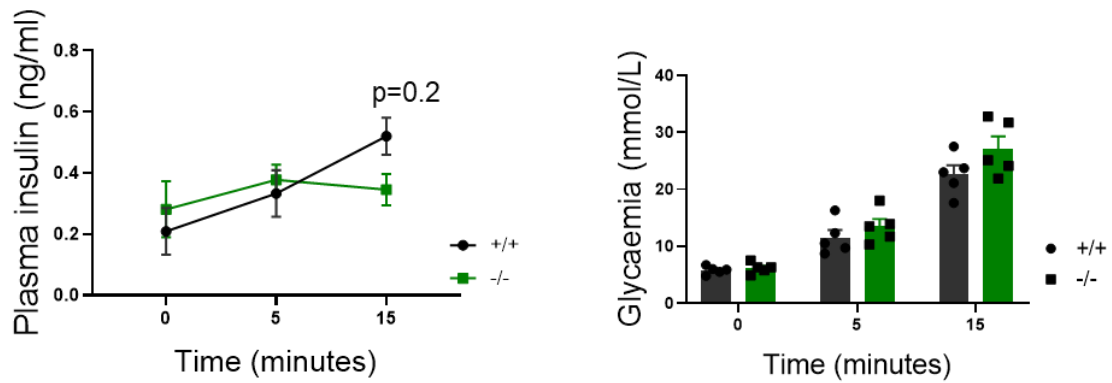 Plasma insulin (ng/ml)
0.8
0.6
0.4
0.2
0.0
p=0.2
0 5 15
Time (minutes)
+/+
-/-
Glycaemia (mmol/L)
40
30
20
10
0
0 5 15
Time (minutes)
+/+
-/-